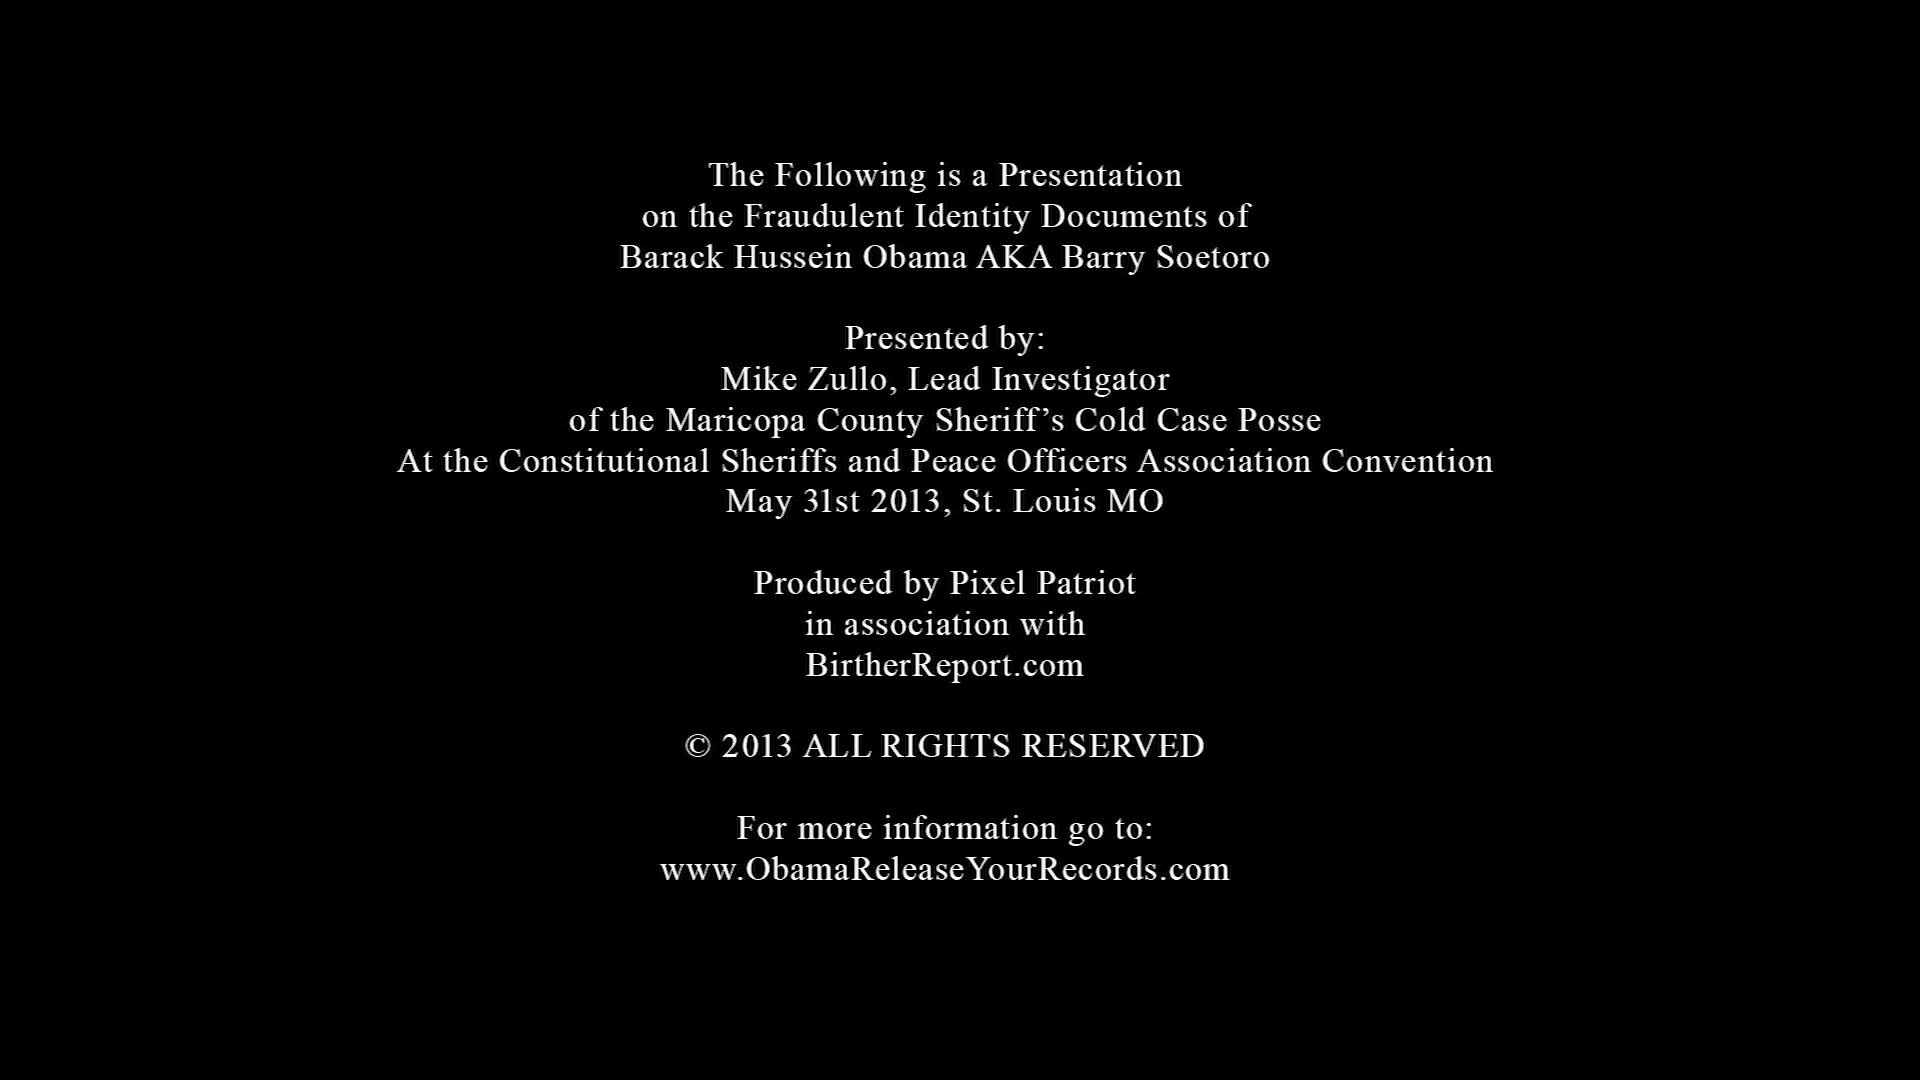 The Following is a Presentation
on the Fraudulent Identity Documents of
Barack Hussein Obama AKA Barry Soetoro
Presented by:
Mike Zullo, Lead Investigator
of the Maricopa County Sheriff’s Cold Case Posse
At the Constitutional Sheriffs and Peace Officers Association Convention
May 31st 2013, St. Louis MO
Produced by Pixel Patriot
in association with
BirtherReport.com
© 2013 ALL RIGHTS RESERVED
For more information go to:
www.ObamaReleaseYourRecords.com